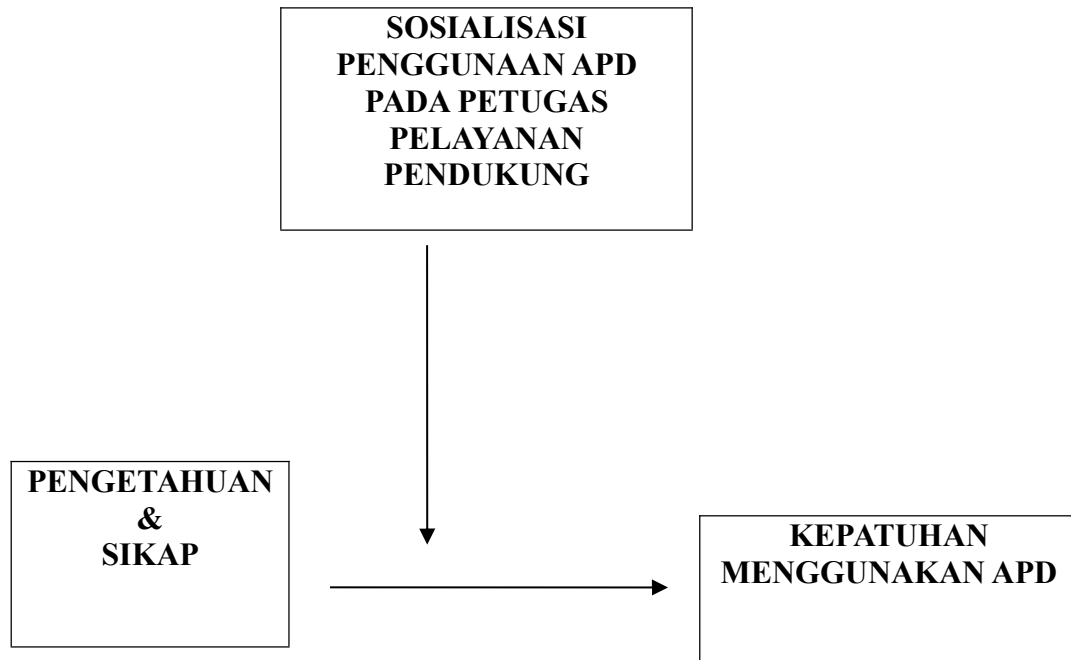 SOSIALISASI
PENGGUNAAN APD
PADA PETUGAS
PELAYANAN
PENDUKUNG
PENGETAHUAN
&
SIKAP
KEPATUHAN
MENGGUNAKAN APD